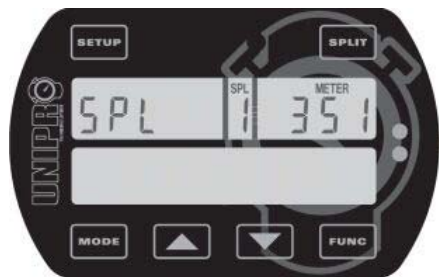 SETUP
SPLIT
SPL
METER
SPL 1 351
UNIPRO
MODE
FUNC